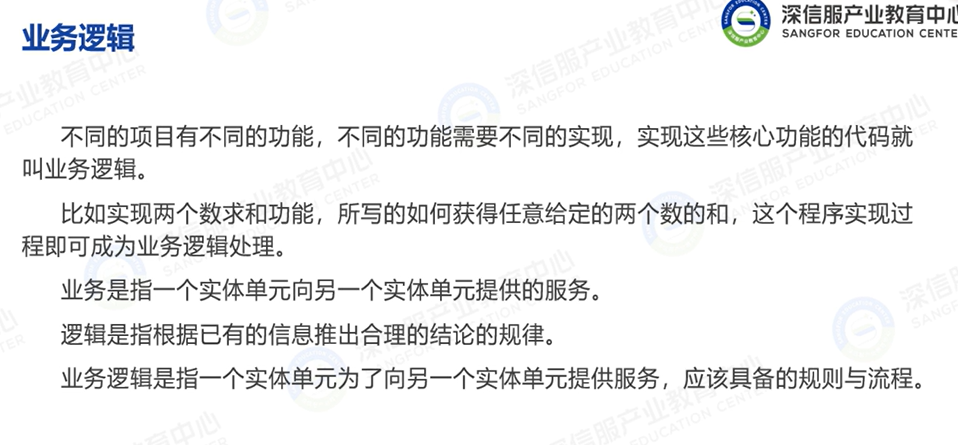 业务逻辑
深信服产业教育中心
SANGFOR EDUCATION CENTE
不同的项目有不同的功能，不同的功能需要不同的实现，实现这些核心功能的代码就
叫业务逻辑。
比如实现两个数求和功能，所写的如何获得任意给定的两个数的和，这个程序实现过
程即可成为业务逻辑处理。
业务是指一个实体单元向另一个实体单元提供的服务。
逻辑是指根据已有的信息推出合理的结论的规律。
业务逻辑是指一个实体单元为了向另一个实体单元提供服务，应该具备的规则与流程。